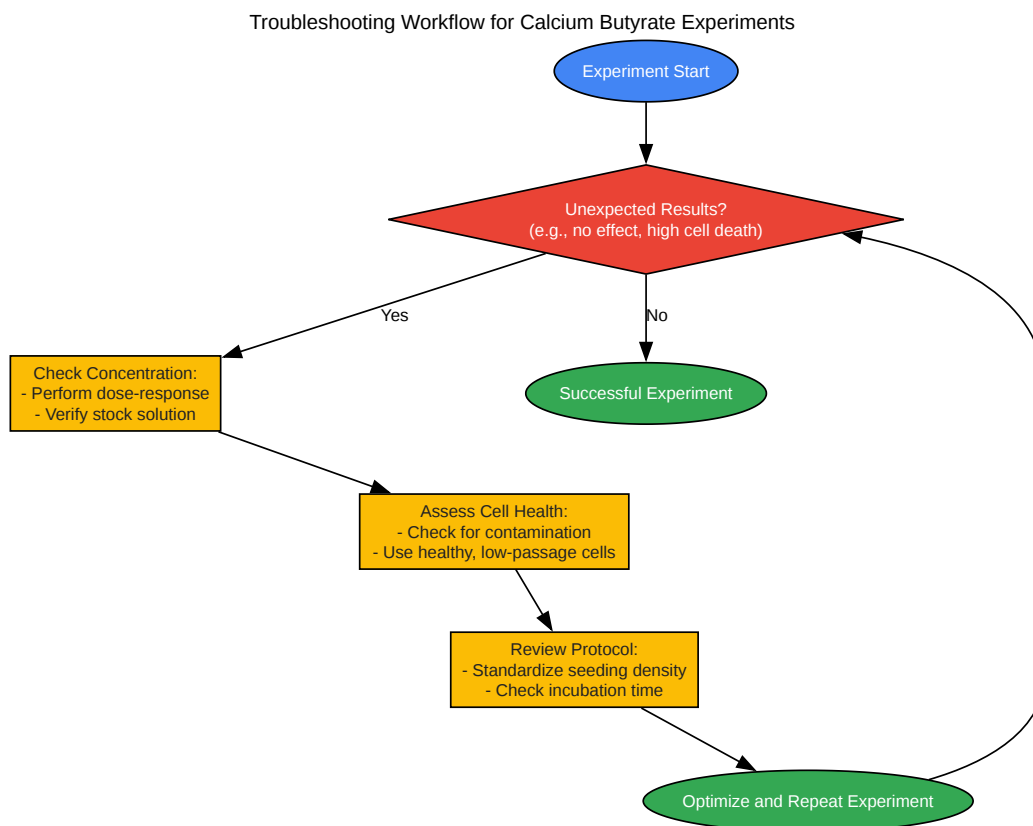 Troubleshooting Workflow for Calcium Butyrate Experiments
Experiment Start
Unexpected Results?
(e.g., no effect, high cell death)
Yes
No
Check Concentration:
- Perform dose-response
- Verify stock solution
Successful Experiment
Assess Cell Health:
- Check for contamination
- Use healthy, low-passage cells
Review Protocol:
- Standardize seeding density
- Check incubation time
Optimize and Repeat Experiment